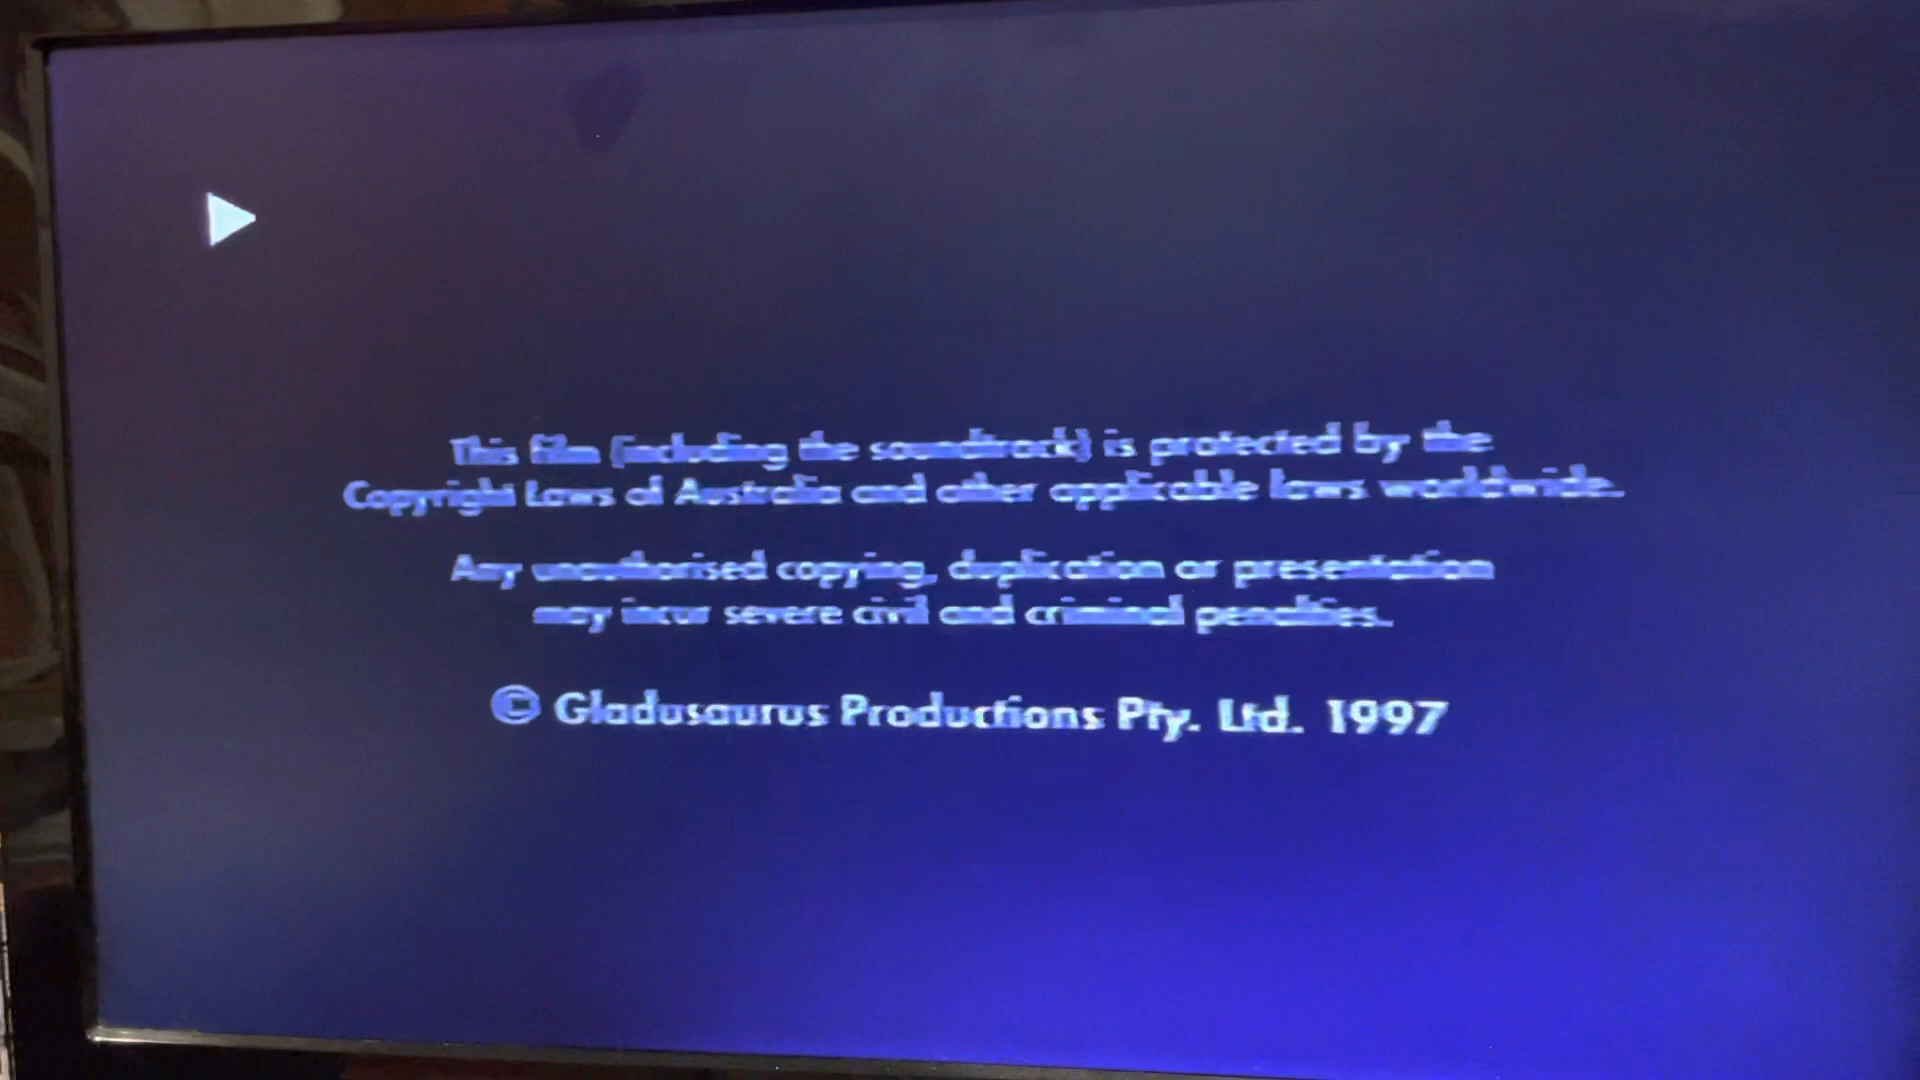 This film (including the soundtrack) is protected by the
Copyright Laws of Australia and other applicable laws worldwide.
Any unauthorised copying, duplication or presentation
may incur severe civil and criminal penalties.
© Gladusaurus Productions Pty. Ltd. 1997